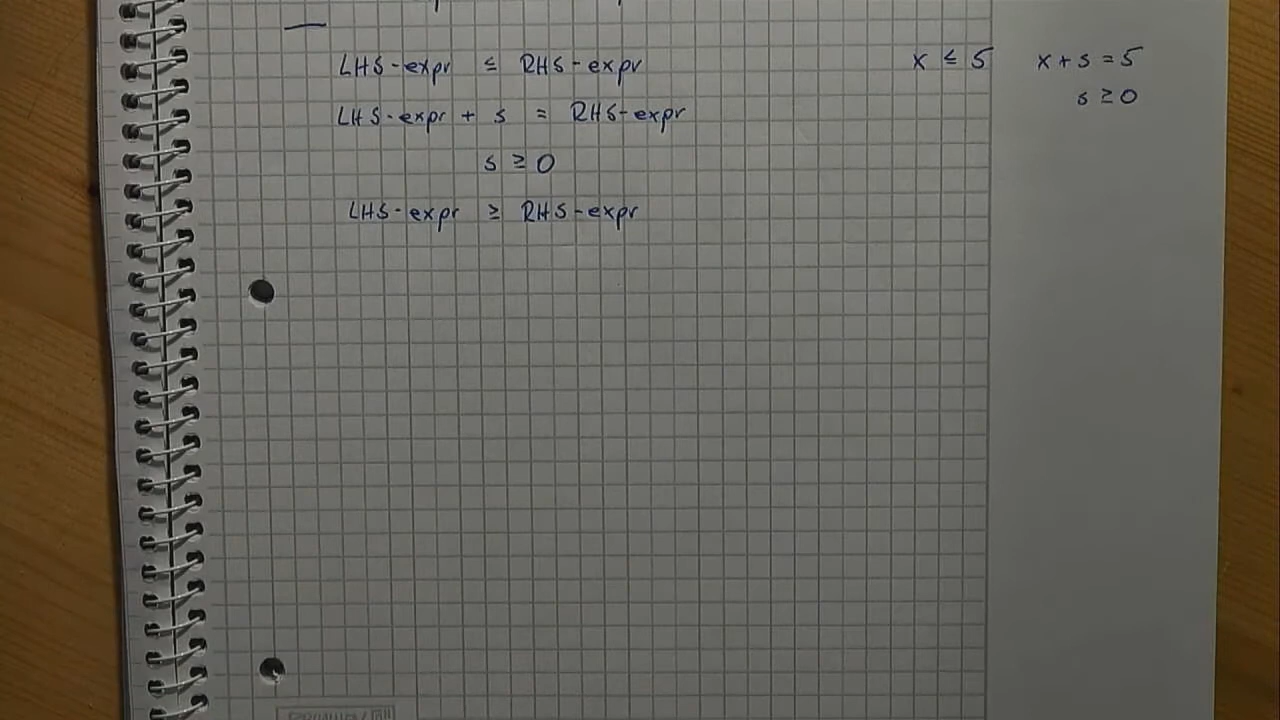 LHS-expr ≤ RHS-expr
LHS-expr + s = RHS-expr
s ≥ 0
LHS-expr ≥ RHS-expr
x ≤ 5 x + s = 5
s ≥ 0